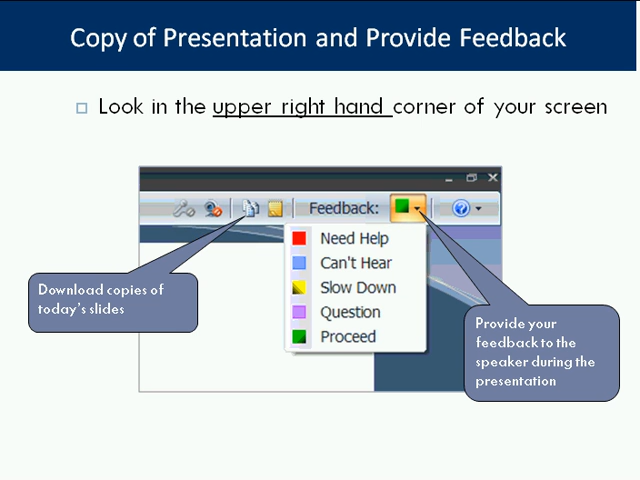 Copy of Presentation and Provide Feedback
Look in the upper right hand corner of your screen
Feedback:
Need Help
Can't Hear
Slow Down
Question
Proceed
Download copies of
today's slides
Provide your
feedback to the
speaker during the
presentation